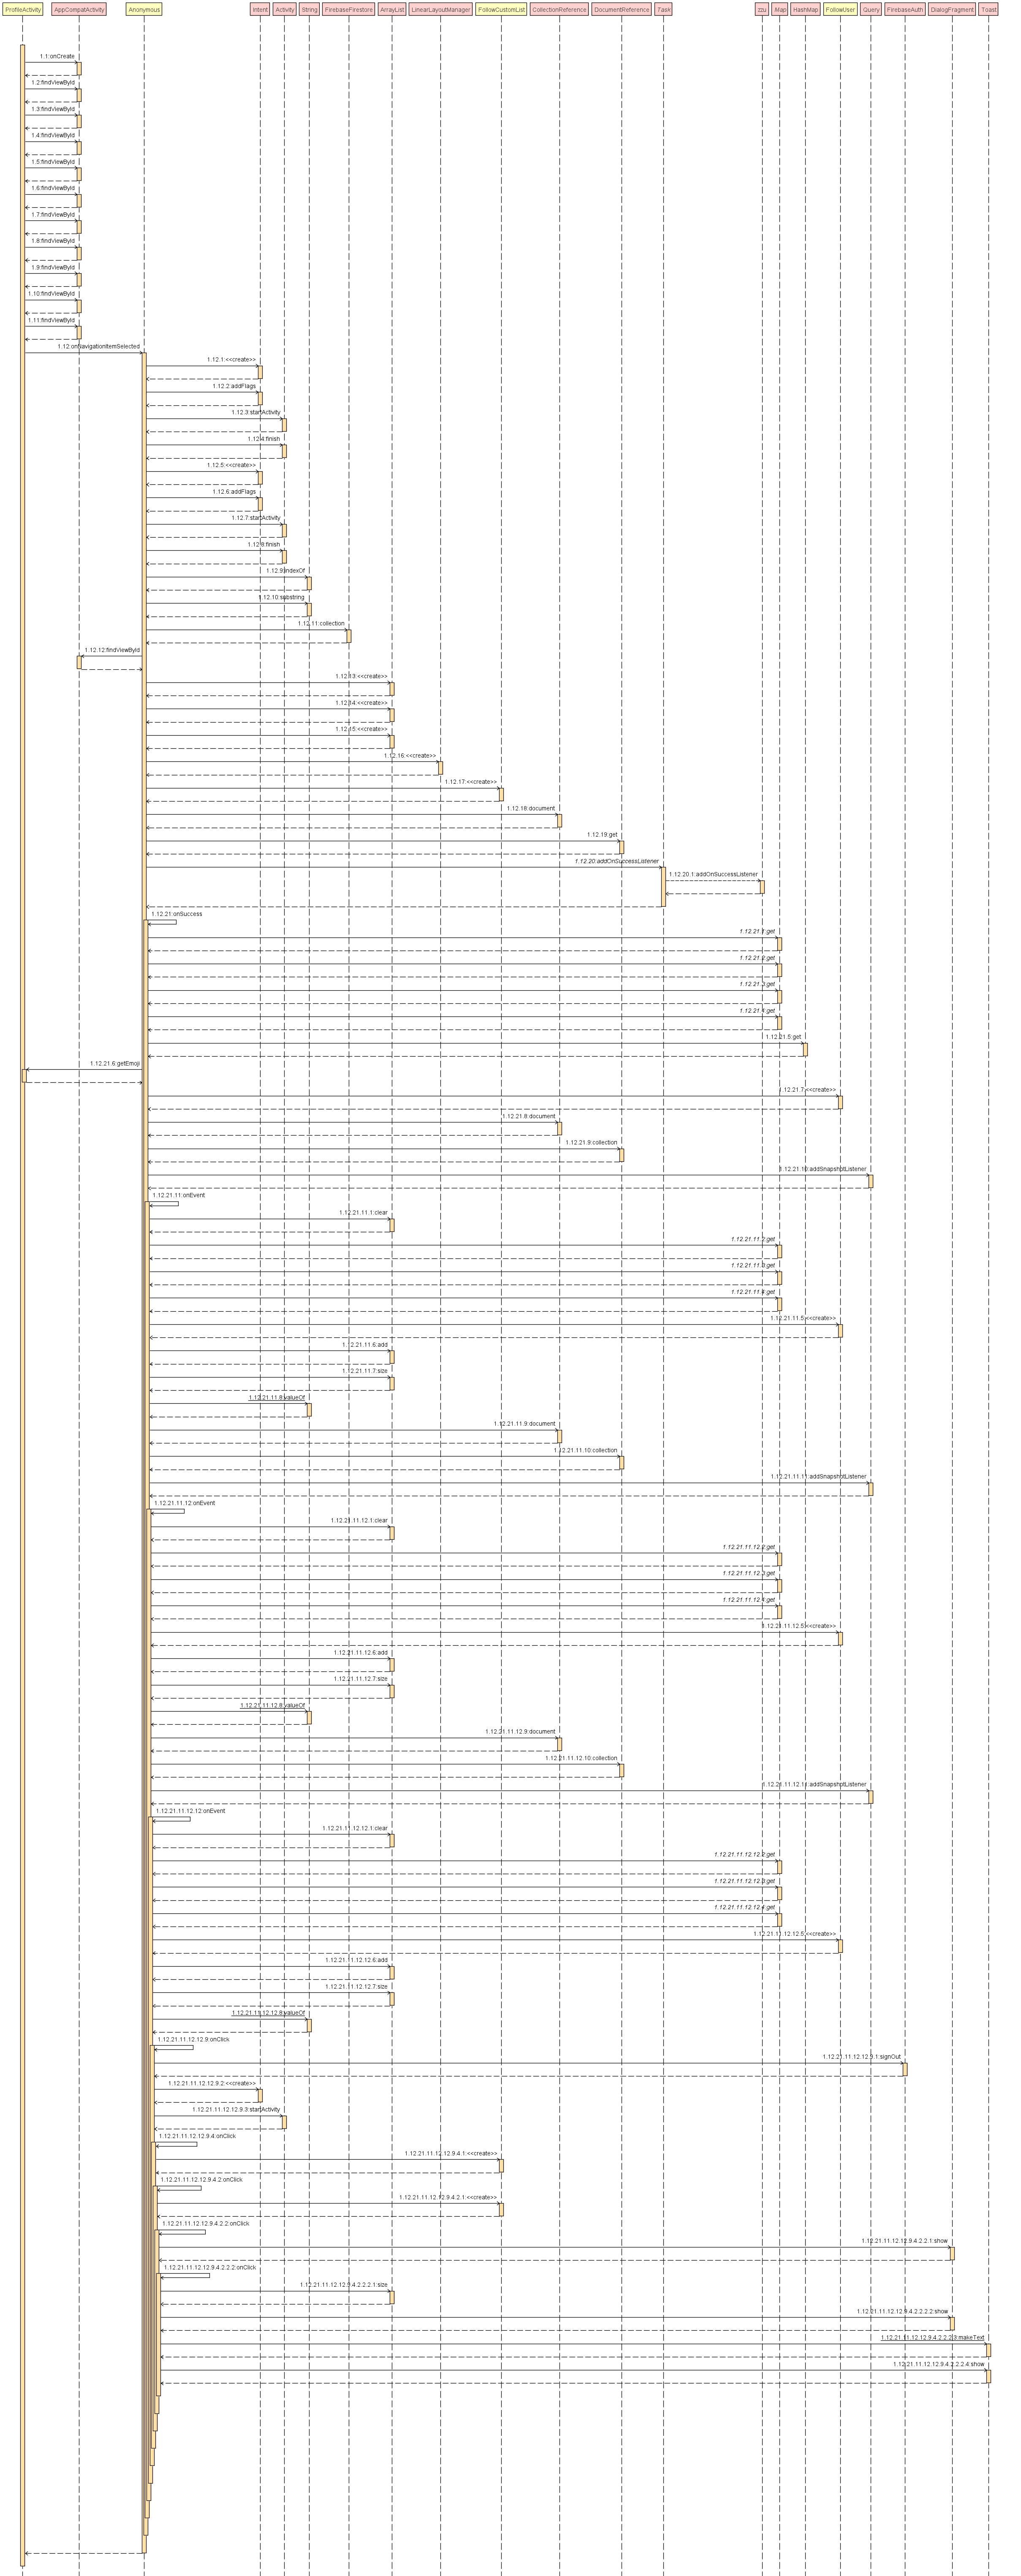 ProfileActivity AppCompatActivity Anonymous Intent Activity String FirebaseFirestore ArrayList LinearLayoutManager FollowCustomList CollectionReference DocumentReference Task zzu Map HashMap FollowUser Query FirebaseAuth DialogFragment Toast
1.1:onCreate
1.2:findViewById
1.3:findViewById
1.4:findViewById
1.5:findViewById
1.6:findViewById
1.7:findViewById
1.8:findViewById
1.9:findViewById
1.10:findViewById
1.11:findViewById
1.12:onNavigationItemSelected
1.12.1:<<create>>
1.12.2:addFlags
1.12.3:startActivity
1.12.4:finish
1.12.5:<<create>>
1.12.6:addFlags
1.12.7:startActivity
1.12.8:finish
1.12.9:indexOf
1.12.10:substring
1.12.11:collection
1.12.12:findViewById
1.12.13:<<create>>
1.12.14:<<create>>
1.12.15:<<create>>
1.12.16:<<create>>
1.12.17:<<create>>
1.12.18:document
1.12.19:get
1.12.20:addOnSuccessListener
1.12.20.1:addOnSuccessListener
1.12.21:onSuccess
1.12.21.1:get
1.12.21.2:get
1.12.21.3:get
1.12.21.4:get
1.12.21.5:get
1.12.21.6:getEmoji
1.12.21.7:<<create>>
1.12.21.8:document
1.12.21.9:collection
1.12.21.10:addSnapshotListener
1.12.21.11:onEvent
1.12.21.11.1:clear
1.12.21.11.2:get
1.12.21.11.3:get
1.12.21.11.4:get
1.12.21.11.5:<<create>>
1.12.21.11.6:add
1.12.21.11.7:size
1.12.21.11.8:valueOf
1.12.21.11.9:document
1.12.21.11.10:collection
1.12.21.11.11:addSnapshotListener
1.12.21.11.12:onEvent
1.12.21.11.12.1:clear
1.12.21.11.12.2:get
1.12.21.11.12.3:get
1.12.21.11.12.4:get
1.12.21.11.12.5:<<create>>
1.12.21.11.12.6:add
1.12.21.11.12.7:size
1.12.21.11.12.8:valueOf
1.12.21.11.12.9:document
1.12.21.11.12.10:collection
1.12.21.11.12.11:addSnapshotListener
1.12.21.11.12.12:onEvent
1.12.21.11.12.12.1:clear
1.12.21.11.12.12.2:get
1.12.21.11.12.12.3:get
1.12.21.11.12.12.4:get
1.12.21.11.12.12.5:<<create>>
1.12.21.11.12.12.6:add
1.12.21.11.12.12.7:size
1.12.21.11.12.12.8:valueOf
1.12.21.11.12.12.9:onClick
1.12.21.11.12.12.9.1:signOut
1.12.21.11.12.12.9.2:<<create>>
1.12.21.11.12.12.9.3:startActivity
1.12.21.11.12.12.9.4:onClick
1.12.21.11.12.12.9.4.1:<<create>>
1.12.21.11.12.12.9.4.2:onClick
1.12.21.11.12.12.9.4.2.1:<<create>>
1.12.21.11.12.12.9.4.2.2:onClick
1.12.21.11.12.12.9.4.2.2.1:show
1.12.21.11.12.12.9.4.2.2.2:onClick
1.12.21.11.12.12.9.4.2.2.2.1:size
1.12.21.11.12.12.9.4.2.2.2.2:show
1.12.21.11.12.12.9.4.2.2.2.3:makeText
1.12.21.11.12.12.9.4.2.2.2.4:show